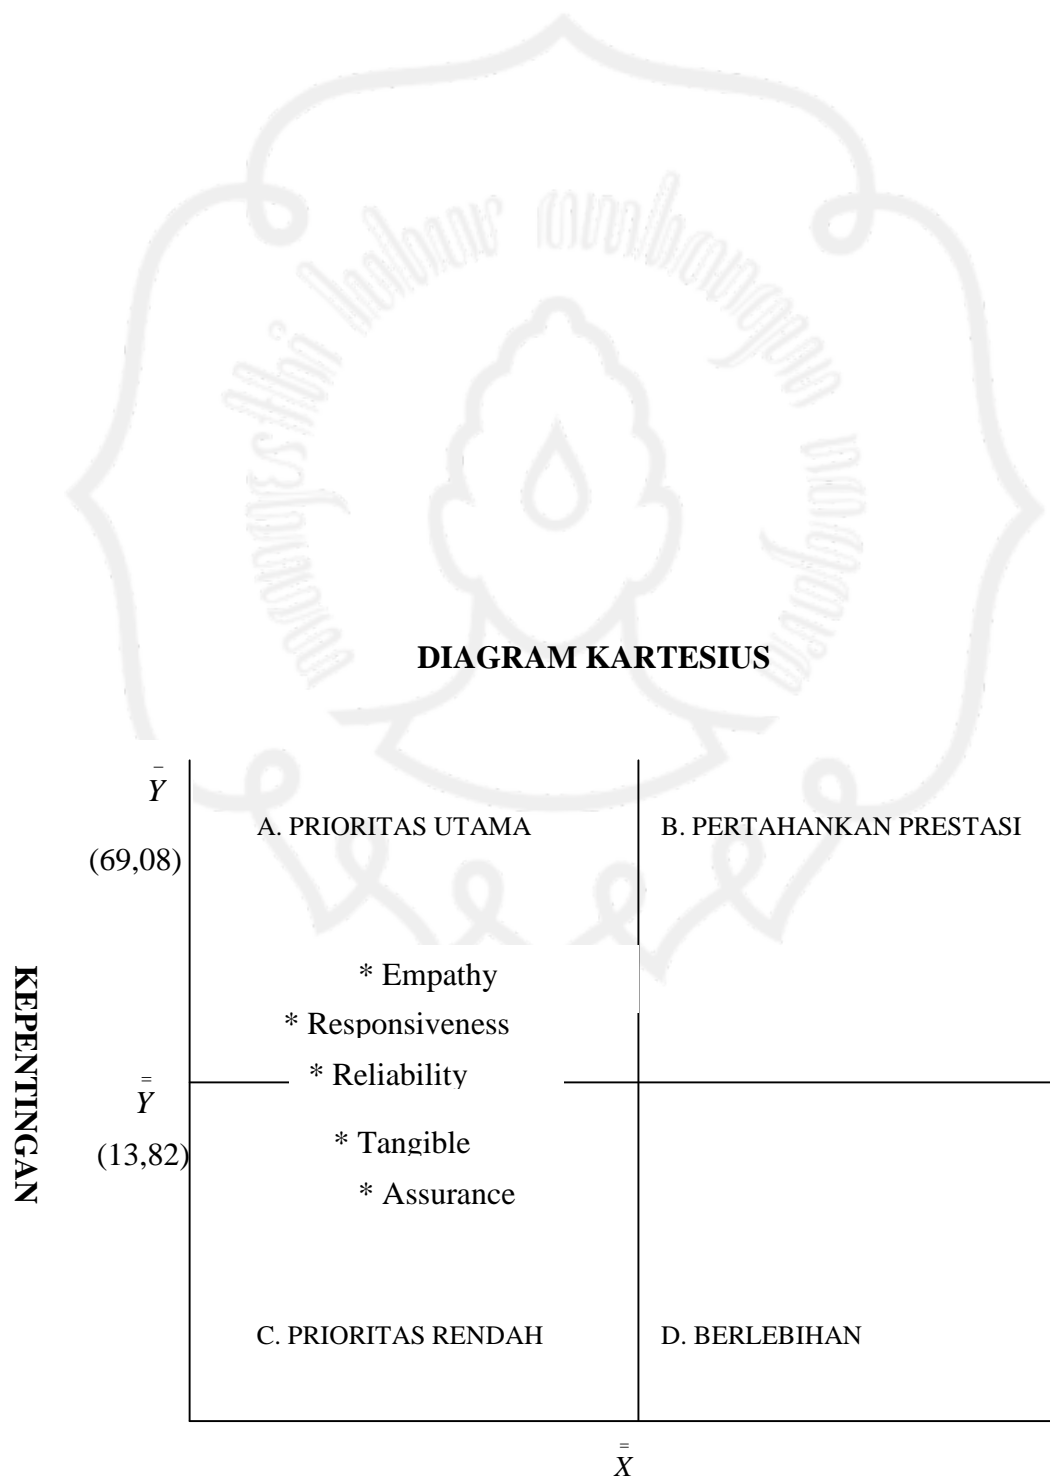 DIAGRAM KARTESIUS
Y̅
A. PRIORITAS UTAMA
B. PERTAHANKAN PRESTASI
(69,08)
KEPENTINGAN
* Empathy
* Responsiveness
* Reliability
Y̿
(13,82)
* Tangible
* Assurance
C. PRIORITAS RENDAH
D. BERLEBIHAN
X̿